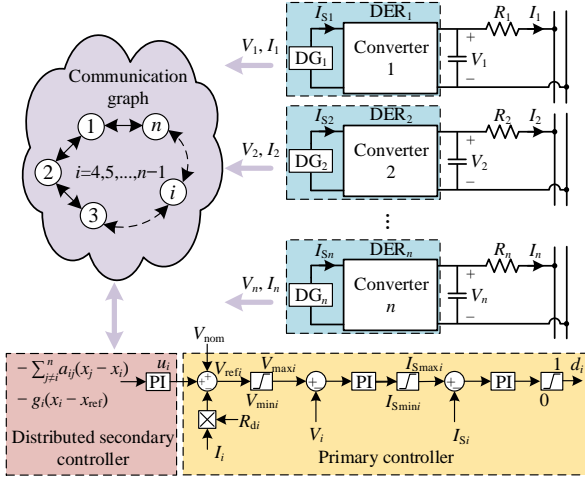 Communication
graph
1
n
2
i=4,5,...,n−1
i
3
V1, I1
V2, I2
Vn, In
IS1
DER1
DG1
Converter
1
+
V1
−
R1
I1
IS2
DER2
DG2
Converter
2
+
V2
−
R2
I2
...
ISn
DERn
DGn
Converter
n
+
Vn
−
Rn
In
− ∑ⁿj≠i aij(xj − xi)
− gi(xi − xref)
ui
PI
Distributed secondary
controller
Vnom
+
−
Vrefi
Vmaxi
Vmini
Rdi
Ii
+
−
Vi
PI
ISmaxi
ISmini
+
−
ISi
PI
1
0
di
Primary controller